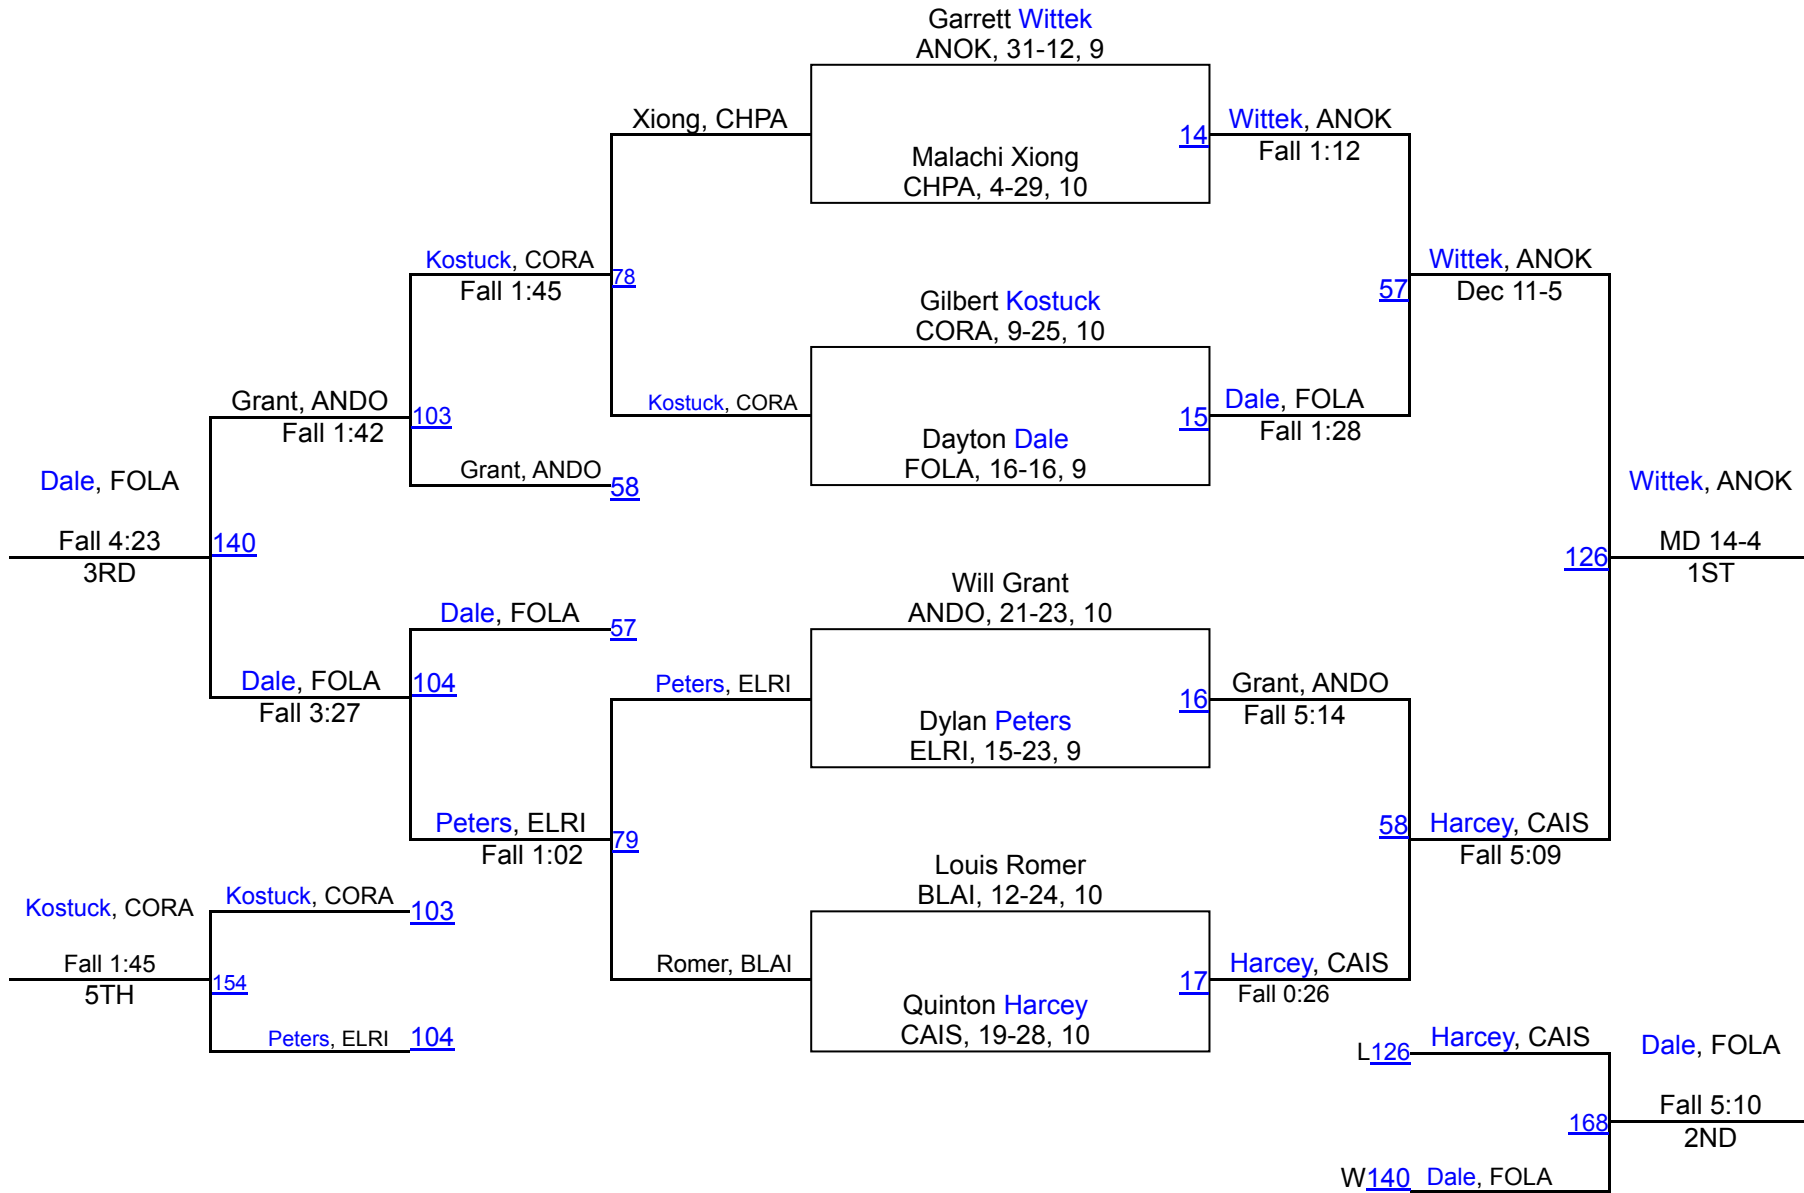 Garrett Wittek
ANOK, 31-12, 9
Xiong, CHPA
14
Wittek, ANOK
Fall 1:12
Malachi Xiong
CHPA, 4-29, 10
Kostuck, CORA
Fall 1:45
78
Wittek, ANOK
Dec 11-5
57
Gilbert Kostuck
CORA, 9-25, 10
Grant, ANDO
Fall 1:42
103
Kostuck, CORA
15
Dale, FOLA
Fall 1:28
Dayton Dale
FOLA, 16-16, 9
Grant, ANDO
58
Dale, FOLA
Fall 4:23
3RD
140
Wittek, ANOK
MD 14-4
1ST
126
Will Grant
ANDO, 21-23, 10
Dale, FOLA
57
Dale, FOLA
Fall 3:27
104
Peters, ELRI
16
Grant, ANDO
Fall 5:14
Dylan Peters
ELRI, 15-23, 9
Peters, ELRI
Fall 1:02
79
58
Harcey, CAIS
Fall 5:09
Louis Romer
BLAI, 12-24, 10
Kostuck, CORA
Kostuck, CORA
103
Fall 1:45
5TH
154
Romer, BLAI
17
Harcey, CAIS
Fall 0:26
Quinton Harcey
CAIS, 19-28, 10
Peters, ELRI
104
L126
Harcey, CAIS
Dale, FOLA
Fall 5:10
2ND
168
W140
Dale, FOLA